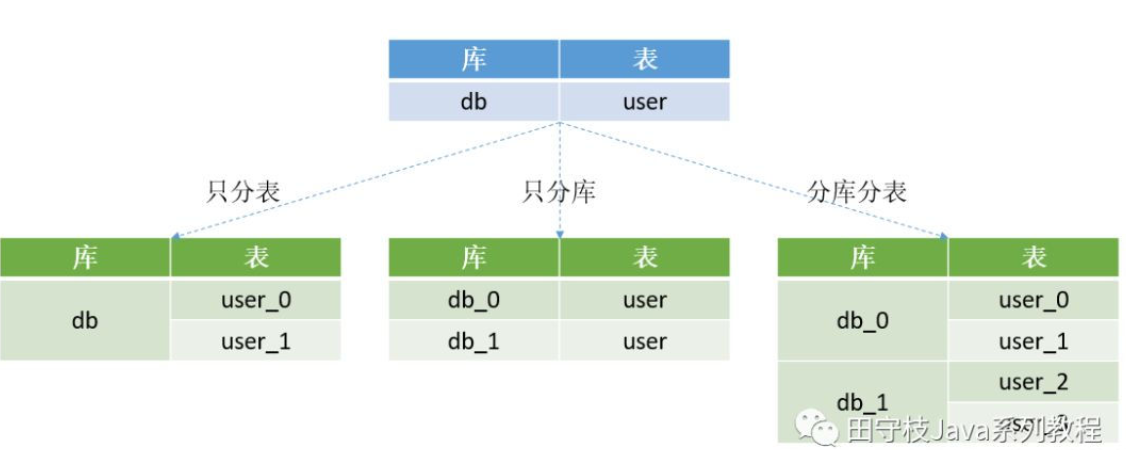 库 表
db user
只分表 只分库 分库分表
库 表 库 表 库 表
db user_0 db_0 user db_0 user_0
user_1 db_1 user user_1
db_1 user_2
田守枝Java系列教程